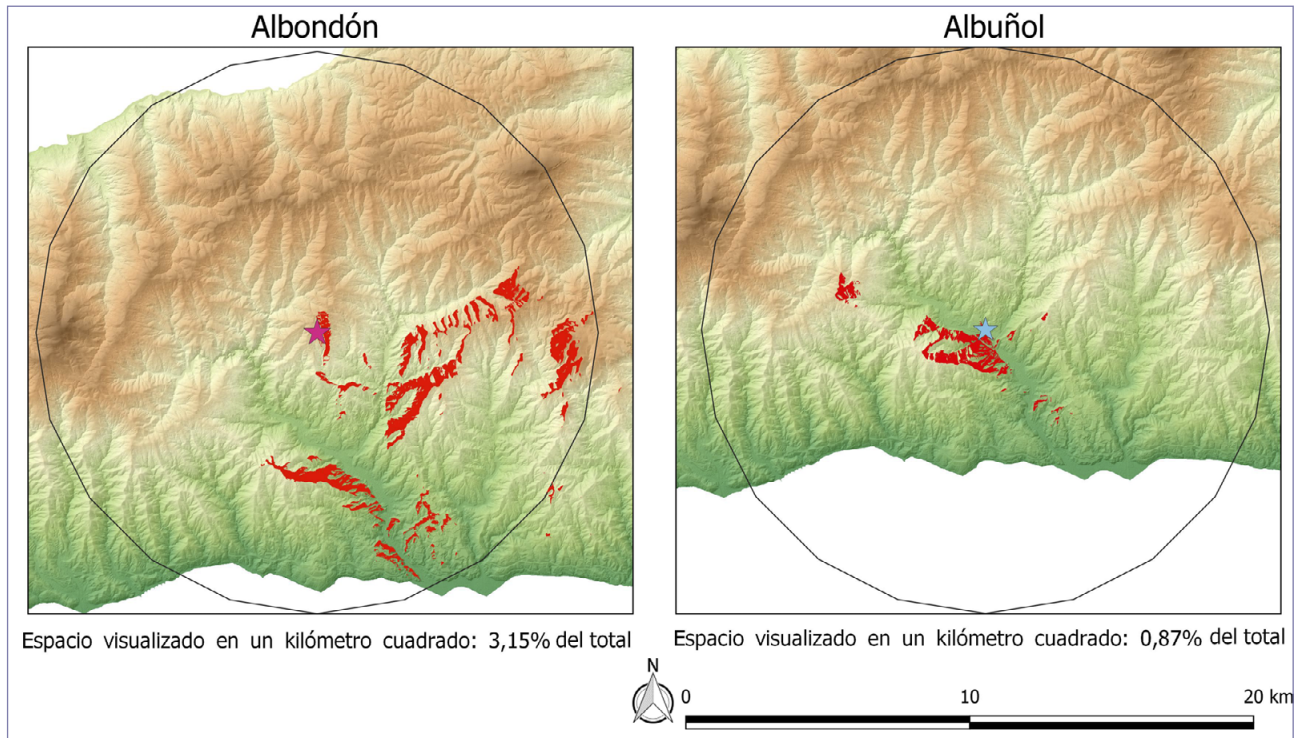 Albondón
Albuñol
Espacio visualizado en un kilómetro cuadrado: 3,15% del total
Espacio visualizado en un kilómetro cuadrado: 0,87% del total
N
0 10 20 km